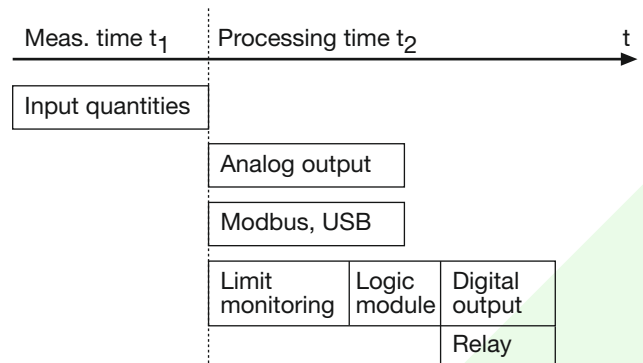 Meas. time t1 Processing time t2 t
Input quantities
Analog output
Modbus, USB
Limit monitoring
Logic module
Digital output
Relay